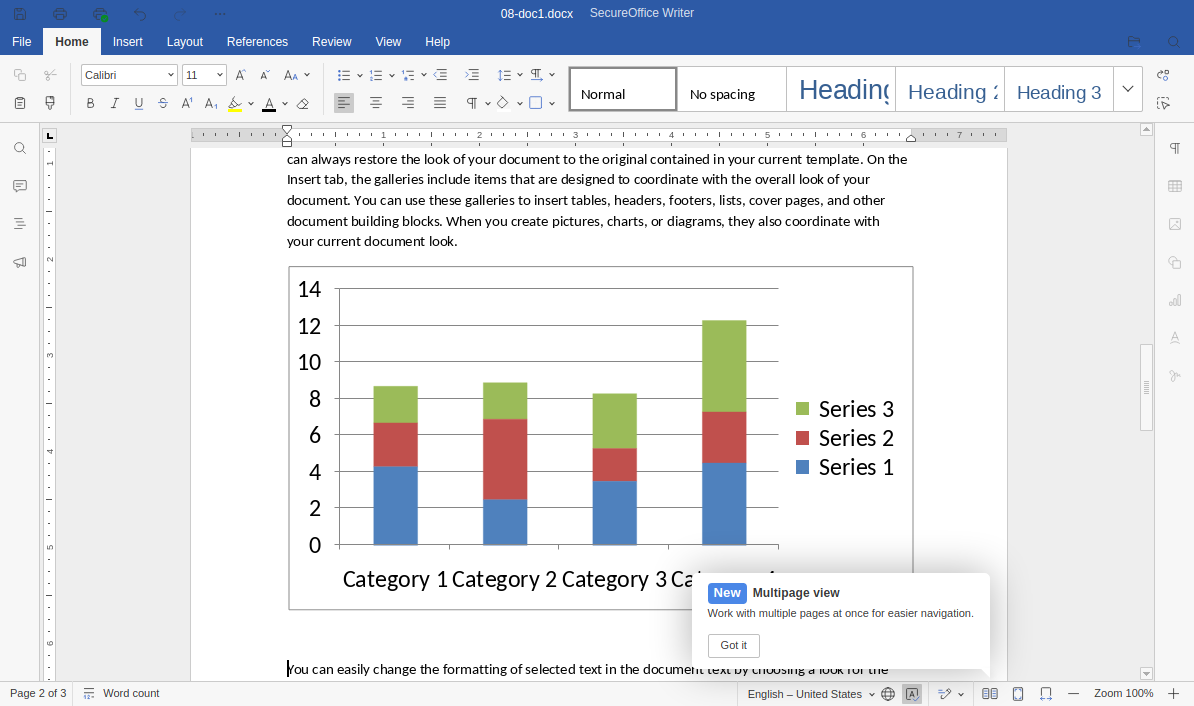 08-doc1.docx SecureOffice Writer
File Home Insert Layout References Review View Help
Calibri 11
Normal No spacing Heading Heading 2 Heading 3
1 2 3 4 5 6 7
can always restore the look of your document to the original contained in your current template. On the
Insert tab, the galleries include items that are designed to coordinate with the overall look of your
document. You can use these galleries to insert tables, headers, footers, lists, cover pages, and other
document building blocks. When you create pictures, charts, or diagrams, they also coordinate with
your current document look.
14
12
10
8
6
4
2
0
Category 1 Category 2 Category 3
Series 3
Series 2
Series 1
New Multipage view
Work with multiple pages at once for easier navigation.
Got it
You can easily change the formatting of selected text in the document text by choosing a look for the
Page 2 of 3 Word count English – United States Zoom 100%